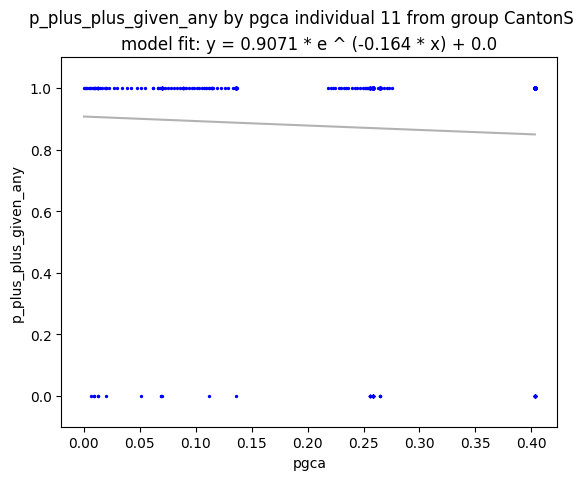 p_plus_plus_given_any by pgca individual 11 from group CantonS
model fit: y = 0.9071 * e ^ (-0.164 * x) + 0.0
1.0
0.8
0.6
0.4
0.2
0.0
p_plus_plus_given_any
0.00 0.05 0.10 0.15 0.20 0.25 0.30 0.35 0.40
pgca